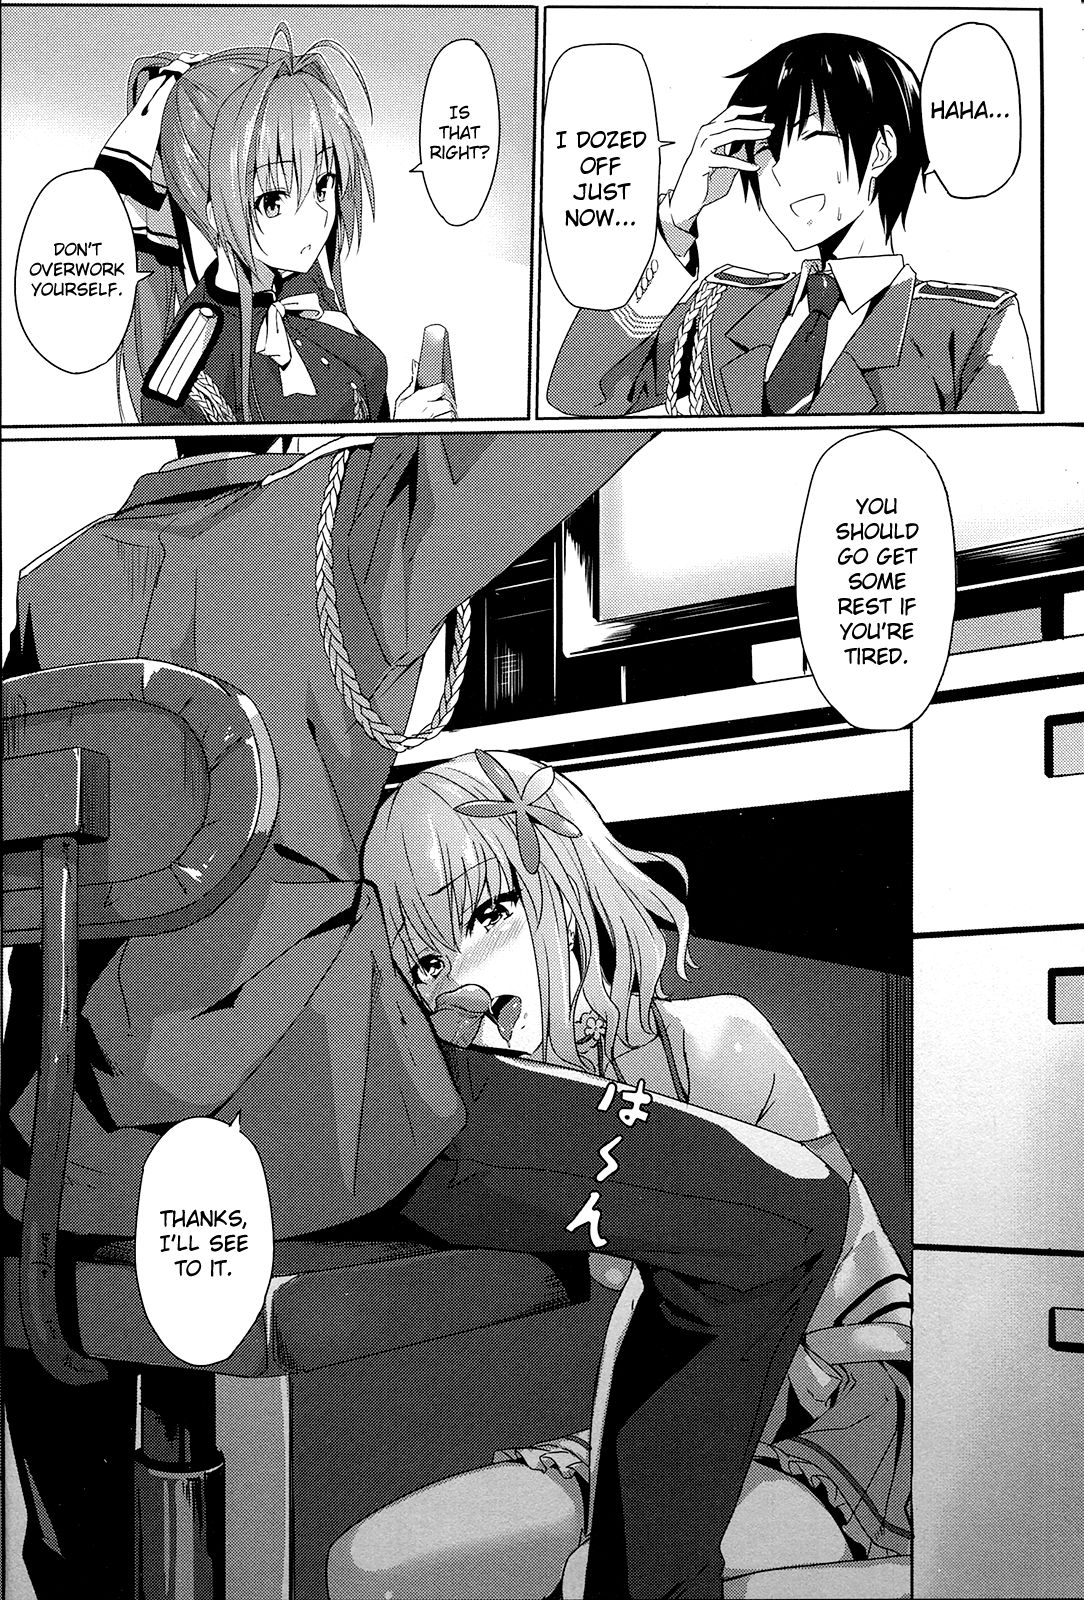 HAHA...
I DOZED
OFF
JUST
NOW...
IS
THAT
RIGHT?
DON'T
OVERWORK
YOURSELF.
YOU
SHOULD
GO GET
SOME
REST IF
YOU'RE
TIRED.
は～ん
THANKS,
I'LL SEE
TO IT.